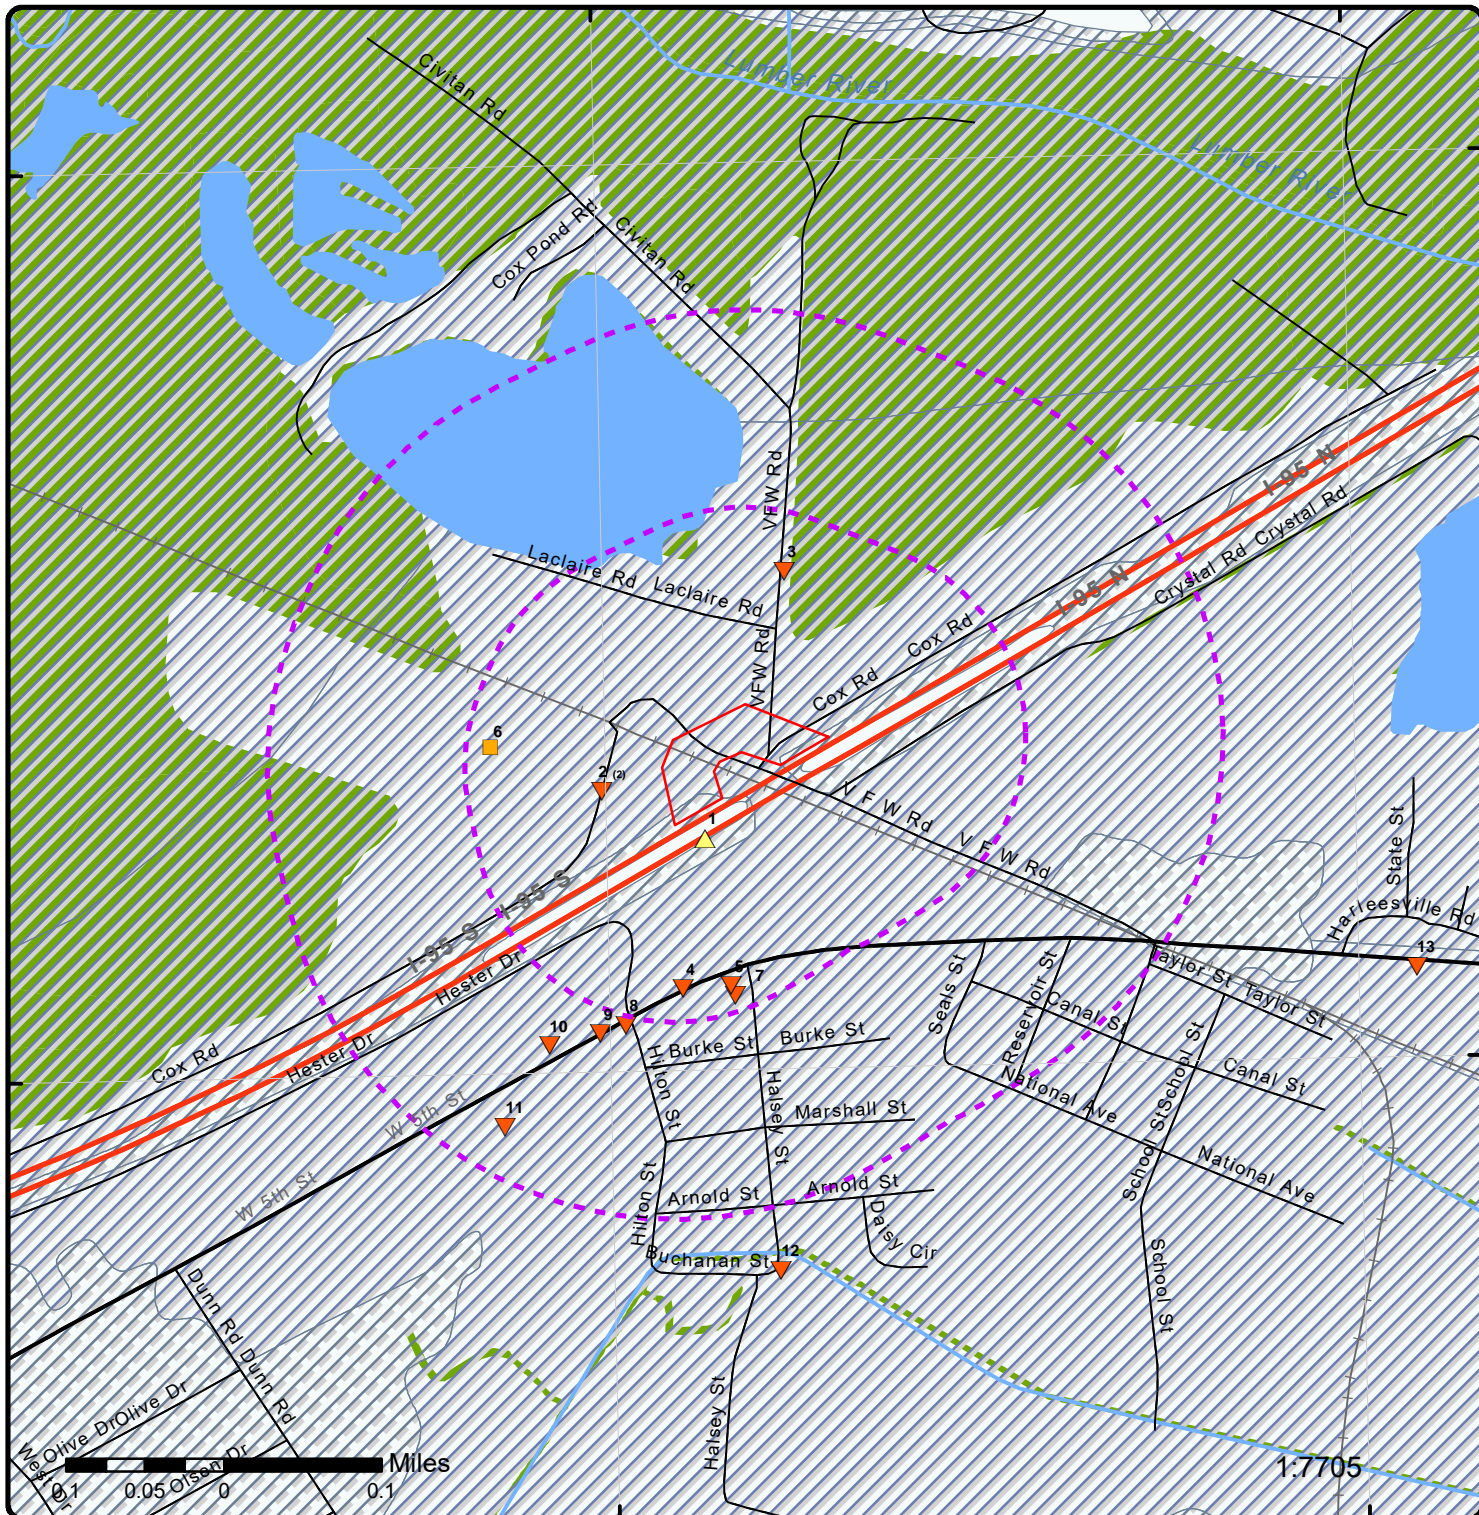 Lumber River
Civitan Rd
Lumber River
Cox Pond Rd
Civitan Rd
I-95 N
VFW Rd
Crystal Rd
3
Laclaire Rd
Laclaire Rd
I-95 N
Crystal Rd
Cox Rd
VFW Rd
Cox Rd
6
2 (2)
V F W Rd
1
V F W Rd
State St
I-95 S
I-95 S
Harleesville Rd
Hester Dr
13
4
5
7
Taylor St
Taylor St
Seals St
Reservoir St
Canal St
8
9
10
Hester Dr
Cox Rd
Burke St
Burke St
School St
Canal St
Hilton St
Halsey St
National Ave
W 5th St
11
Marshall St
School St
National Ave
W 5th St
Hilton St
Arnold St
Arnold St
Daisy Cir
Buchanan St
12
School St
Dunn Rd
Dunn Rd
Olive Dr
Olive Dr
Halsey St
West Dr
Olsen Dr
Miles
0.1 0.05 0 0.1
1:7705